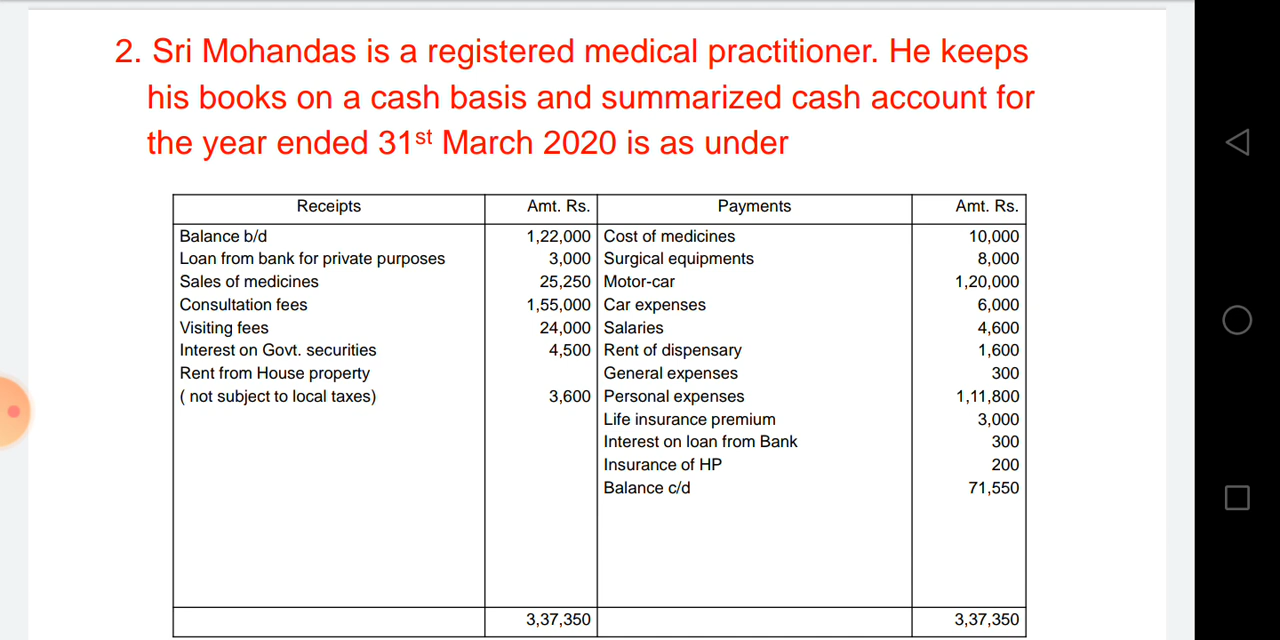 2. Sri Mohandas is a registered medical practitioner. He keeps
his books on a cash basis and summarized cash account for
the year ended 31st March 2020 is as under
Receipts Amt. Rs. Payments Amt. Rs.
Balance b/d 1,22,000 Cost of medicines 10,000
Loan from bank for private purposes 3,000 Surgical equipments 8,000
Sales of medicines 25,250 Motor-car 1,20,000
Consultation fees 1,55,000 Car expenses 6,000
Visiting fees 24,000 Salaries 4,600
Interest on Govt. securities 4,500 Rent of dispensary 1,600
Rent from House property General expenses 300
( not subject to local taxes) 3,600 Personal expenses 1,11,800
Life insurance premium 3,000
Interest on loan from Bank 300
Insurance of HP 200
Balance c/d 71,550
3,37,350 3,37,350